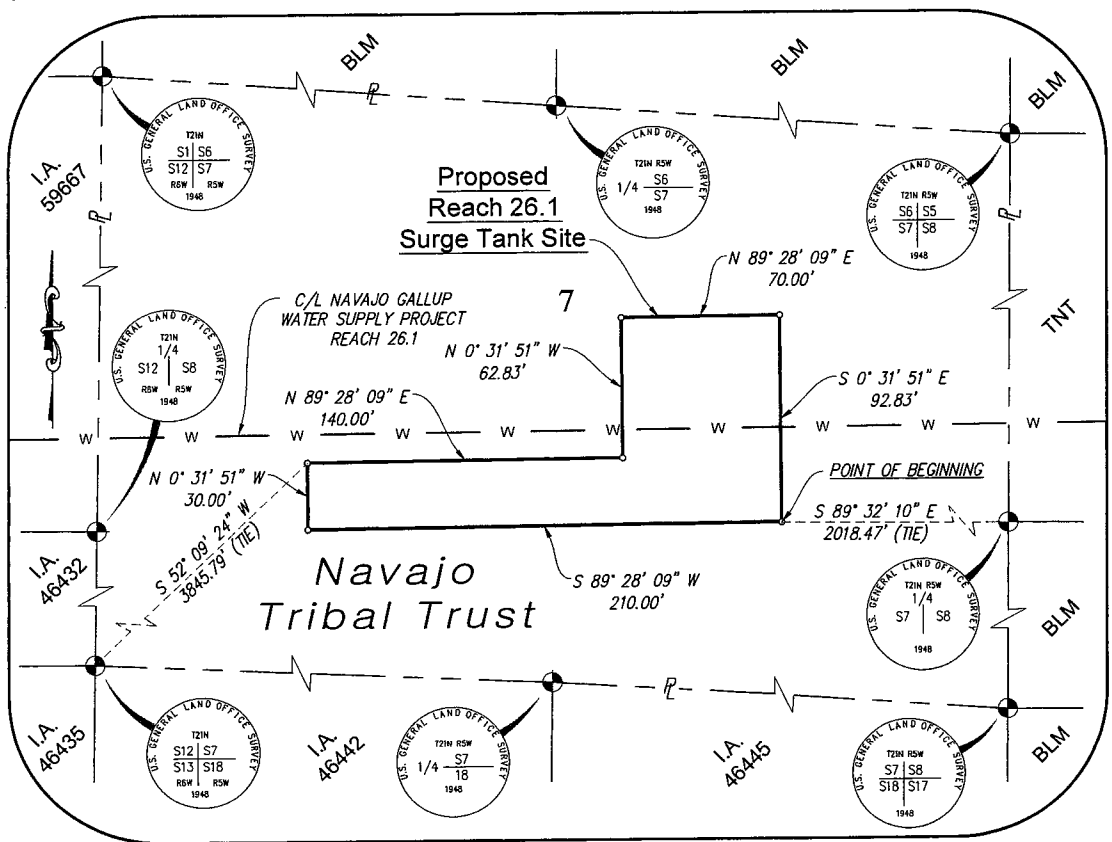 BLM
BLM
BLM
I.A.
59667
U.S. GENERAL LAND OFFICE SURVEY
T21N
S1 S6
S12 S7
R6W R5W
1948
U.S. GENERAL LAND OFFICE SURVEY
T21N R5W
1/4 S6
S7
1948
U.S. GENERAL LAND OFFICE SURVEY
T21N R5W
S6 S5
S7 S8
1948
PL
PL
PL
Proposed
Reach 26.1
Surge Tank Site
N 89° 28' 09" E
70.00'
TNT
C/L NAVAJO GALLUP
WATER SUPPLY PROJECT
REACH 26.1
7
U.S. GENERAL LAND OFFICE SURVEY
T21N
1/4
S12 S8
R6W R5W
1948
N 0° 31' 51" W
62.83'
S 0° 31' 51" E
92.83'
N 89° 28' 09" E
140.00'
W W W W W W W W W W
N 0° 31' 51" W
30.00'
POINT OF BEGINNING
S 89° 32' 10" E
2018.47' (TIE)
S 52° 09' 24" W
3845.79' (TIE)
I.A.
46432
Navajo
Tribal Trust
S 89° 28' 09" W
210.00'
U.S. GENERAL LAND OFFICE SURVEY
T21N R5W
1/4
S7 S8
1948
BLM
PL
I.A.
46435
U.S. GENERAL LAND OFFICE SURVEY
T21N
S12 S7
S13 S18
R6W R5W
1948
I.A.
46442
U.S. GENERAL LAND OFFICE SURVEY
T21N R5W
1/4 S7
18
1948
I.A.
46445
U.S. GENERAL LAND OFFICE SURVEY
T21N R5W
S7 S8
S18 S17
1948
BLM